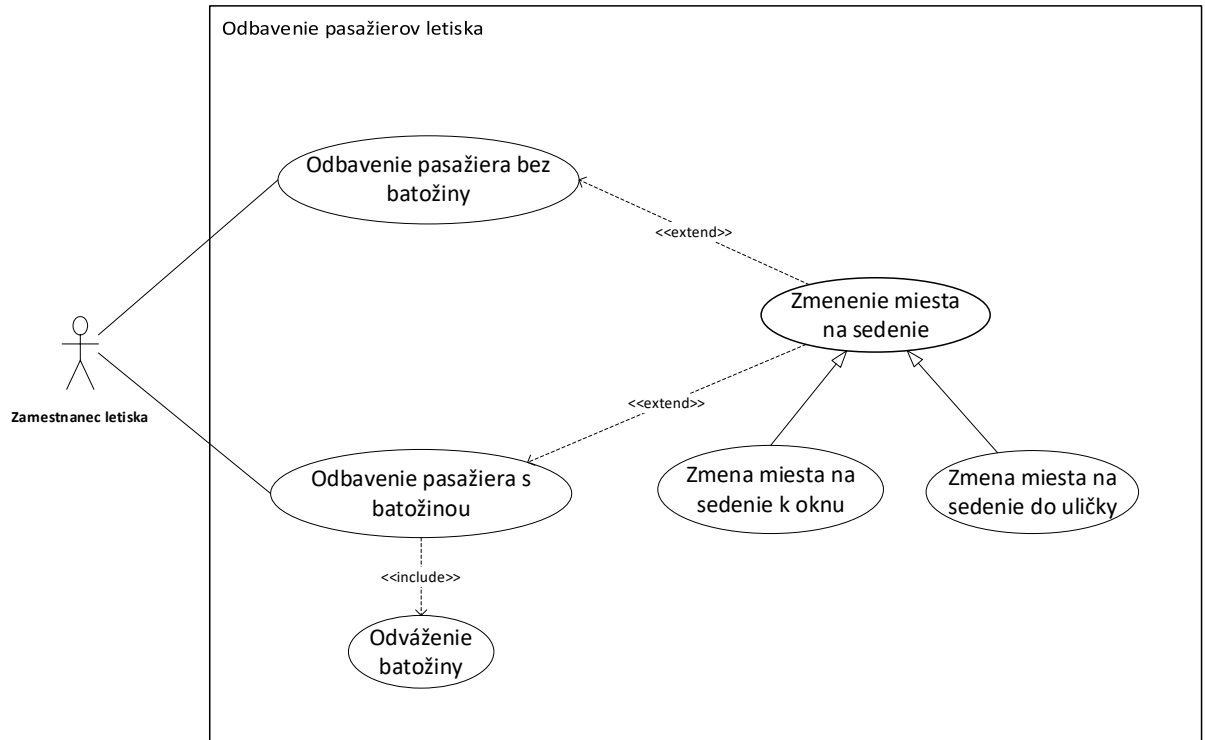 Odbavenie pasažierov letiska
Odbavenie pasažiera bez
batožiny
<<extend>>
Zmenenie miesta
na sedenie
Zamestnanec letiska
<<extend>>
Odbavenie pasažiera s
batožinou
Zmena miesta na
sedenie k oknu
Zmena miesta na
sedenie do uličky
<<include>>
Odváženie
batožiny